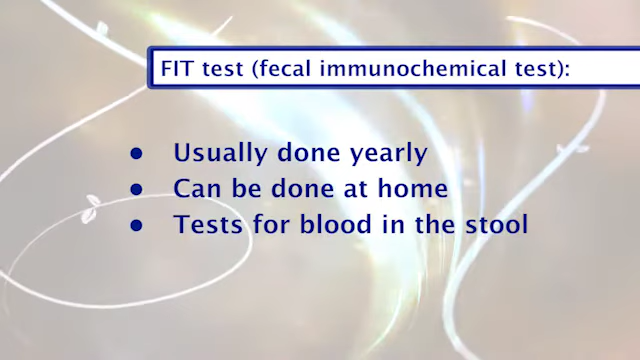 FIT test (fecal immunochemical test):
● Usually done yearly
● Can be done at home
● Tests for blood in the stool